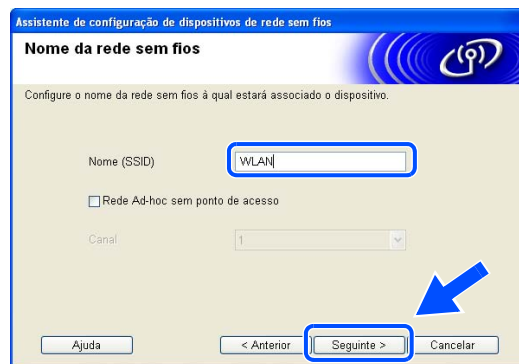 Assistente de configuração de dispositivos de rede sem fios
Nome da rede sem fios
Configure o nome da rede sem fios à qual estará associado o dispositivo.
Nome (SSID) WLAN
Rede Ad-hoc sem ponto de acesso
Canal 1
Ajuda < Anterior Seguinte > Cancelar